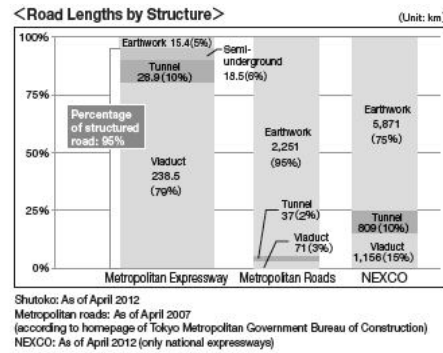 <Road Lengths by Structure>
(Unit: km)
100%
75%
50%
25%
0%
Earthwork 15.4(5%)
Semi-
underground
18.5(6%)
Tunnel
28.9(10%)
Percentage
of structured
road: 95%
Viaduct
238.5
(79%)
Earthwork
2,251
(95%)
Tunnel
37(2%)
Viaduct
71(3%)
Earthwork
5,871
(75%)
Tunnel
809(10%)
Viaduct
1,156(15%)
Metropolitan Expressway
Metropolitan Roads
NEXCO
Shutoko: As of April 2012
Metropolitan roads: As of April 2007
(according to homepage of Tokyo Metropolitan Government Bureau of Construction)
NEXCO: As of April 2012 (only national expressways)